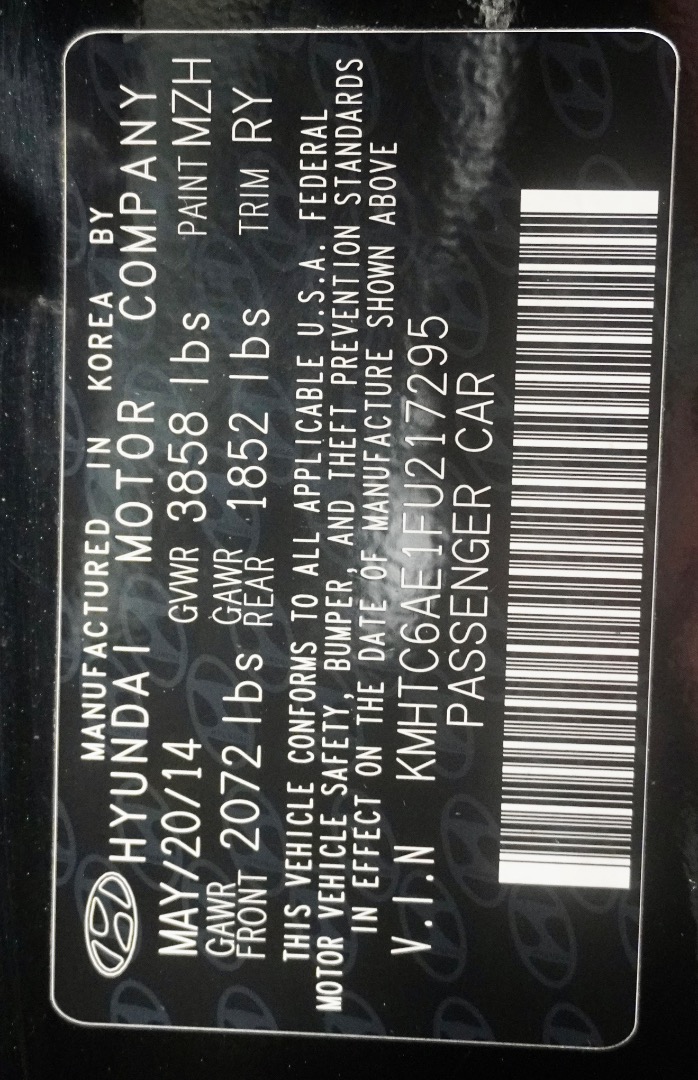 MANUFACTURED IN KOREA BY
HYUNDAI MOTOR COMPANY
MAY/20/14 GVWR 3858 lbs PAINT MZH
GAWR FRONT 2072 lbs GAWR REAR 1852 lbs TRIM RY
THIS VEHICLE CONFORMS TO ALL APPLICABLE U.S.A. FEDERAL
MOTOR VEHICLE SAFETY, BUMPER, AND THEFT PREVENTION STANDARDS
IN EFFECT ON THE DATE OF MANUFACTURE SHOWN ABOVE
V.I.N KMHTC6AE1FU217295
PASSENGER CAR